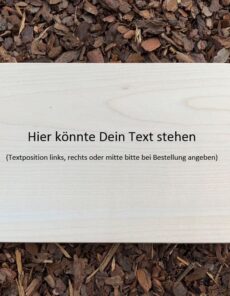 Hier könnte Dein Text stehen
(Textposition links, rechts oder mitte bitte bei Bestellung angeben)